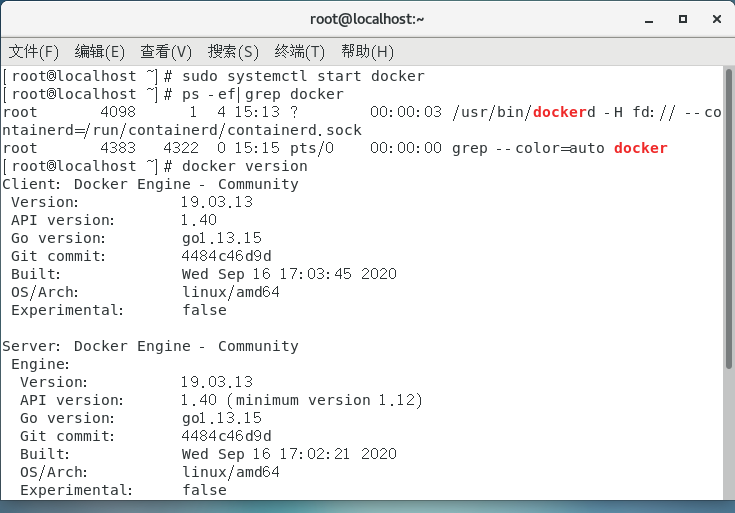 root@localhost:~
文件(F) 编辑(E) 查看(V) 搜索(S) 终端(T) 帮助(H)
[root@localhost ~]# sudo systemctl start docker
[root@localhost ~]# ps -ef|grep docker
root 4098 1 4 15:13 ? 00:00:03 /usr/bin/dockerd -H fd:// --co
ntainerd=/run/containerd/containerd.sock
root 4383 4322 0 15:15 pts/0 00:00:00 grep --color=auto docker
[root@localhost ~]# docker version
Client: Docker Engine - Community
Version: 19.03.13
API version: 1.40
Go version: go1.13.15
Git commit: 4484c46d9d
Built: Wed Sep 16 17:03:45 2020
OS/Arch: linux/amd64
Experimental: false
Server: Docker Engine - Community
Engine:
Version: 19.03.13
API version: 1.40 (minimum version 1.12)
Go version: go1.13.15
Git commit: 4484c46d9d
Built: Wed Sep 16 17:02:21 2020
OS/Arch: linux/amd64
Experimental: false